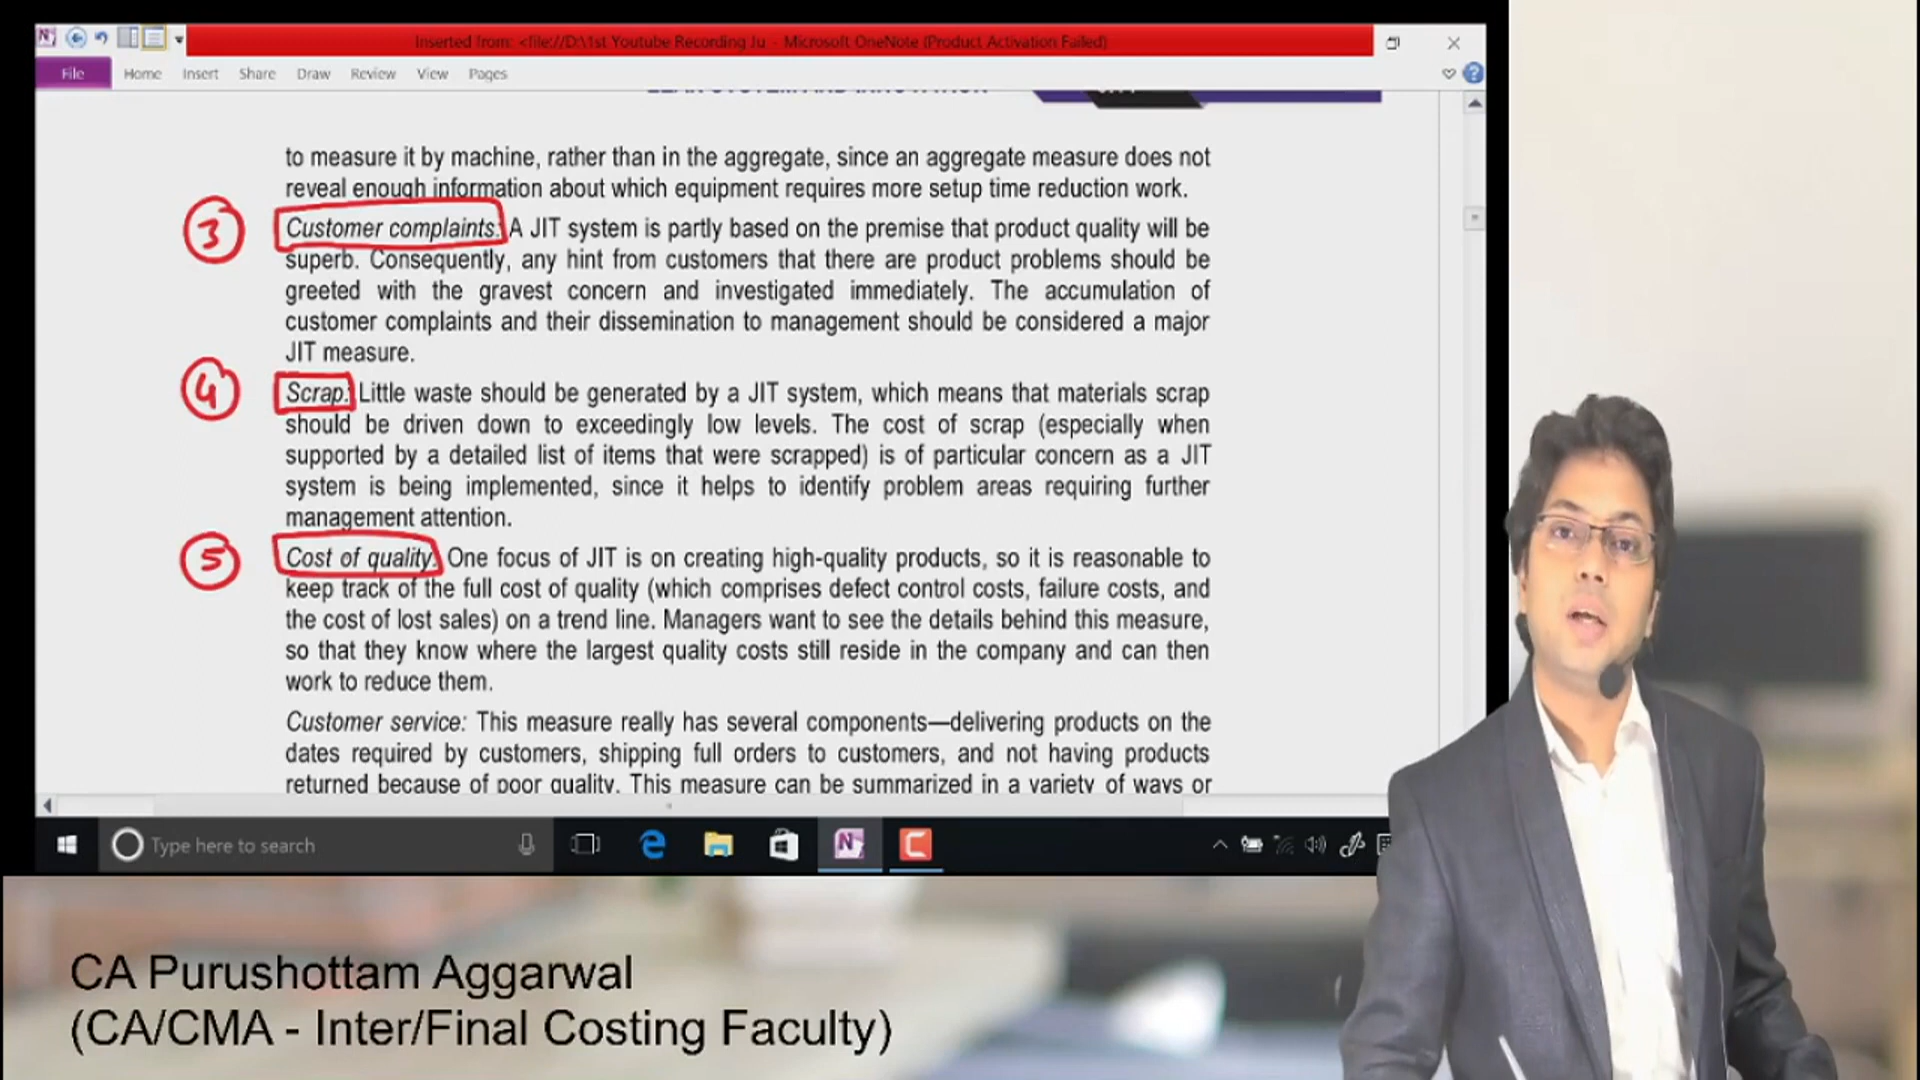 Inserted from: <file://D:\1st Youtube Recording Ju - Microsoft OneNote (Product Activation Failed)
File Home Insert Share Draw Review View Pages
to measure it by machine, rather than in the aggregate, since an aggregate measure does not
reveal enough information about which equipment requires more setup time reduction work.
3 Customer complaints: A JIT system is partly based on the premise that product quality will be
superb. Consequently, any hint from customers that there are product problems should be
greeted with the gravest concern and investigated immediately. The accumulation of
customer complaints and their dissemination to management should be considered a major
JIT measure.
4 Scrap: Little waste should be generated by a JIT system, which means that materials scrap
should be driven down to exceedingly low levels. The cost of scrap (especially when
supported by a detailed list of items that were scrapped) is of particular concern as a JIT
system is being implemented, since it helps to identify problem areas requiring further
management attention.
5 Cost of quality: One focus of JIT is on creating high-quality products, so it is reasonable to
keep track of the full cost of quality (which comprises defect control costs, failure costs, and
the cost of lost sales) on a trend line. Managers want to see the details behind this measure,
so that they know where the largest quality costs still reside in the company and can then
work to reduce them.
Customer service: This measure really has several components—delivering products on the
dates required by customers, shipping full orders to customers, and not having products
returned because of poor quality. This measure can be summarized in a variety of ways or
Type here to search
CA Purushottam Aggarwal
(CA/CMA - Inter/Final Costing Faculty)